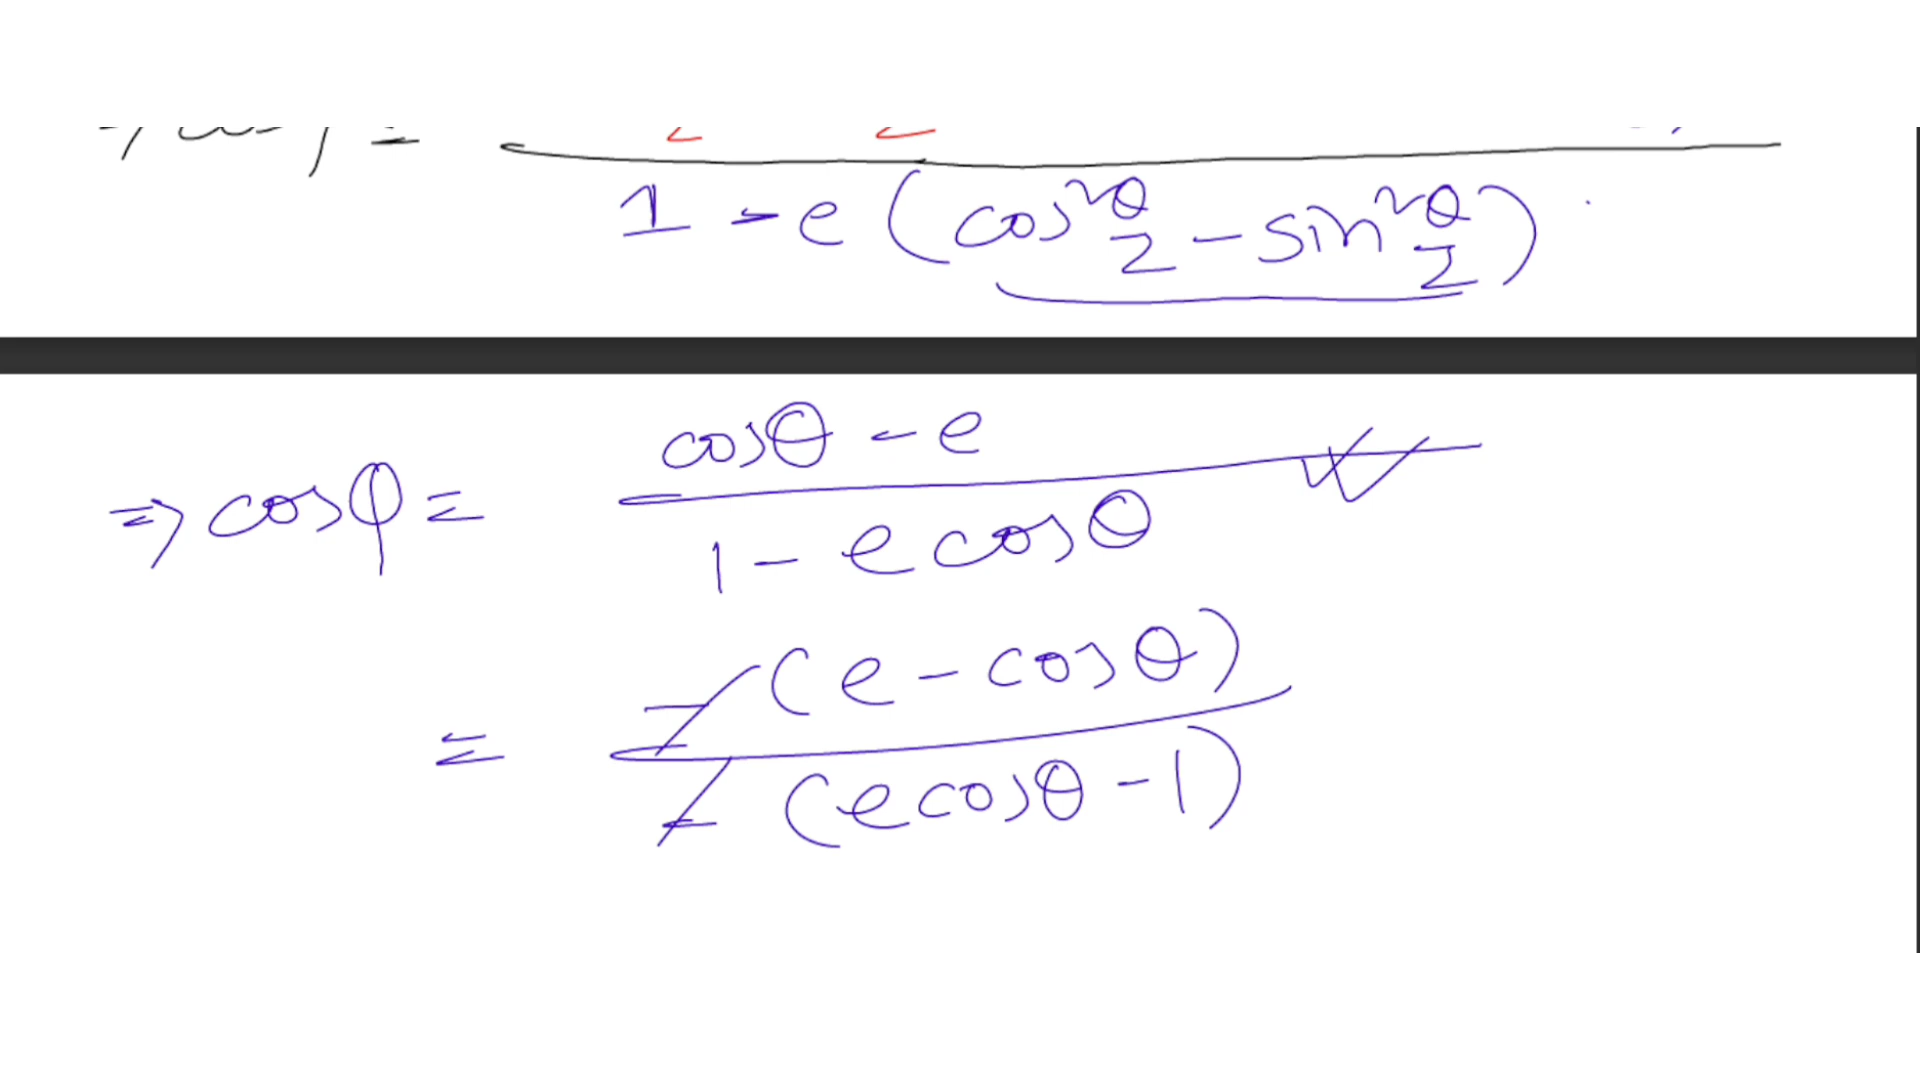 1 - e (cos²θ/2 - sin²θ/2)
⇒ cosφ = (cosθ - e) / (1 - e cosθ)
= -(e - cosθ) / -(e cosθ - 1)